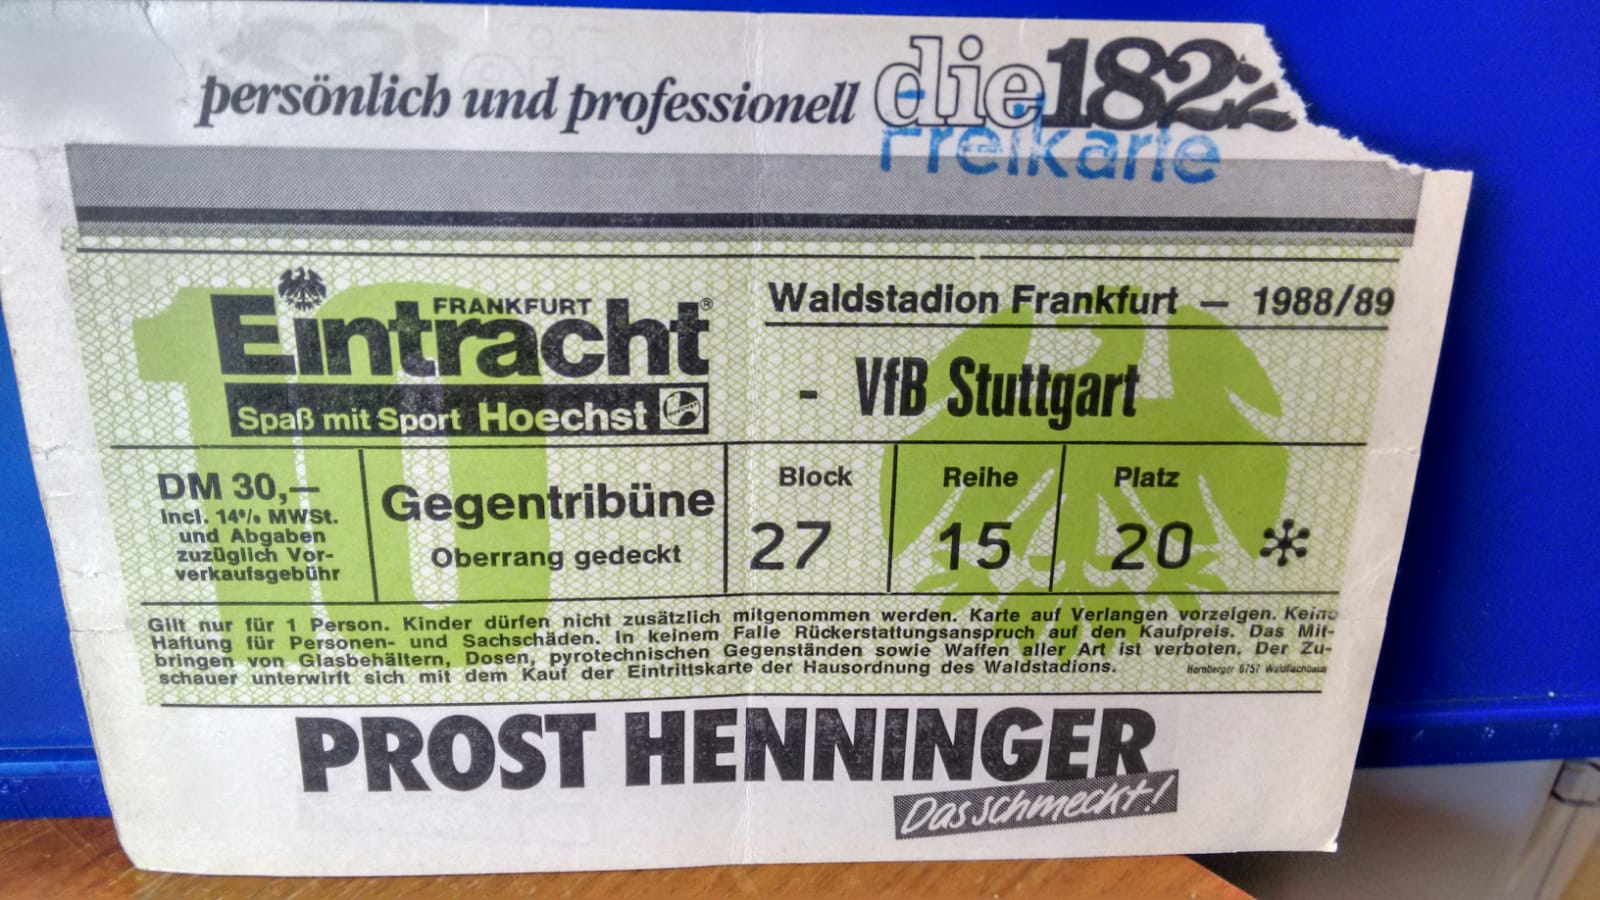 persönlich und professionell die 1822
Freikarte
FRANKFURT
Eintracht®
Spaß mit Sport Hoechst
Waldstadion Frankfurt — 1988/89
- VfB Stuttgart
DM 30,—
Incl. 14% MWSt.
und Abgaben
zuzüglich Vor-
verkaufsgebühr
Gegentribüne
Oberrang gedeckt
Block
27
Reihe
15
Platz
20 *
10
Gilt nur für 1 Person. Kinder dürfen nicht zusätzlich mitgenommen werden. Karte auf Verlangen vorzeigen. Keine
Haftung für Personen- und Sachschäden. In keinem Falle Rückerstattungsanspruch auf den Kaufpreis. Das Mit-
bringen von Glasbehältern, Dosen, pyrotechnischen Gegenständen sowie Waffen aller Art ist verboten. Der Zu-
schauer unterwirft sich mit dem Kauf der Eintrittskarte der Hausordnung des Waldstadions.
6757
PROST HENNINGER
Das schmeckt!